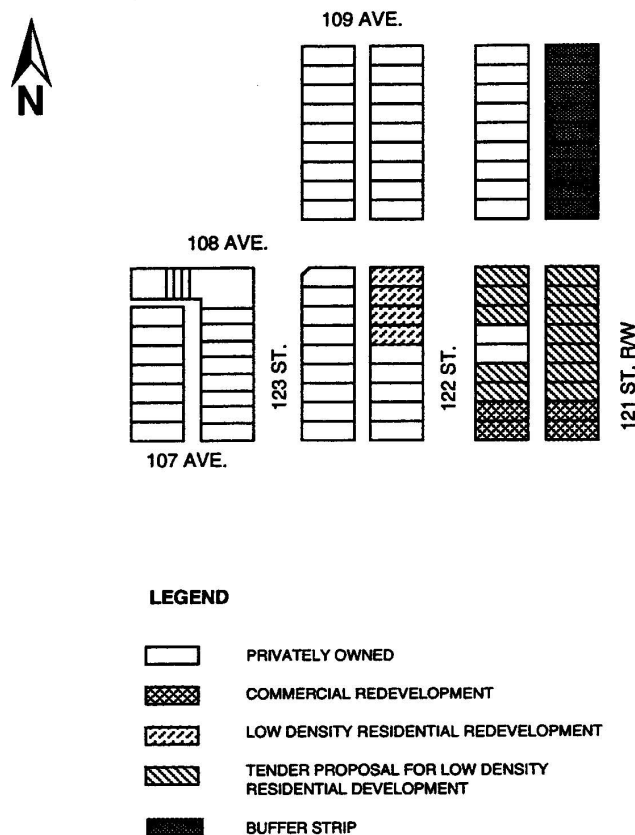 109 AVE.
N
108 AVE.
123 ST.
122 ST.
121 ST. R/W
107 AVE.
LEGEND
PRIVATELY OWNED
COMMERCIAL REDEVELOPMENT
LOW DENSITY RESIDENTIAL REDEVELOPMENT
TENDER PROPOSAL FOR LOW DENSITY
RESIDENTIAL DEVELOPMENT
BUFFER STRIP